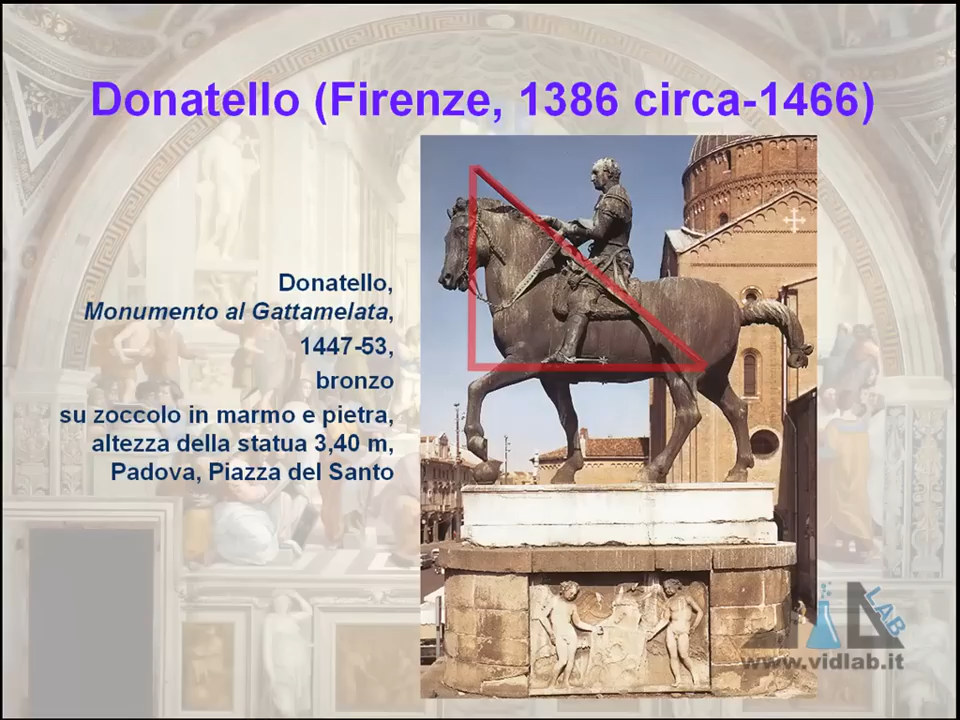 Donatello (Firenze, 1386 circa-1466)
Donatello,
Monumento al Gattamelata,
1447-53,
bronzo
su zoccolo in marmo e pietra,
altezza della statua 3,40 m,
Padova, Piazza del Santo
LAB
www.vidlab.it